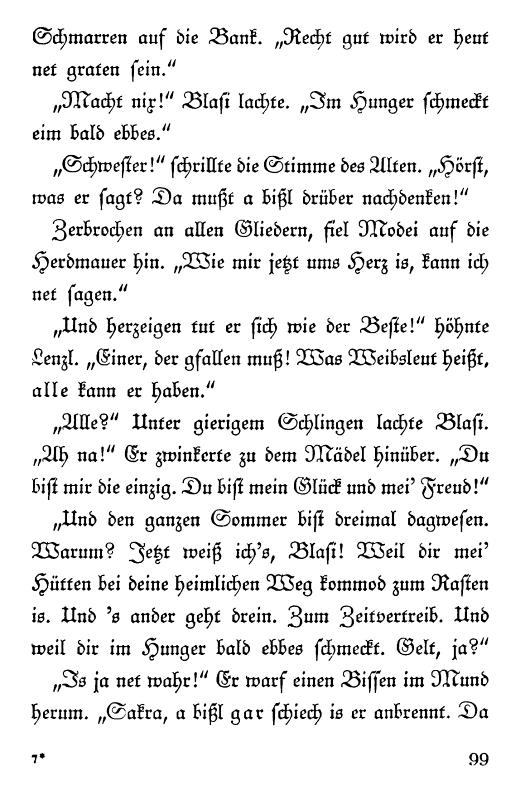 Schmarren auf die Bank. „Recht gut wird er heut
net graten sein.“
„Macht nix!“ Blasi lachte. „Im Hunger schmeckt
eim bald ebbes.“
„Schwester!“ schrillte die Stimme des Alten. „Hörst,
was er sagt? Da mußt a bißl drüber nachdenken!“
Zerbrochen an allen Gliedern, fiel Modei auf die
Herdmauer hin. „Wie mir jetzt ums Herz is, kann ich
net sagen.“
„Und herzeigen tut er sich wie der Beste!“ höhnte
Lenzl. „Einer, der gfallen muß! Was Weibsleut heißt,
alle kann er haben.“
„Alle?“ Unter gierigem Schlingen lachte Blasi.
„Ah na!“ Er zwinkerte zu dem Mädel hinüber. „Du
bist mir die einzig. Du bist mein Glück und mei’ Freud!“
„Und den ganzen Sommer bist dreimal dagwesen.
Warum? Jetzt weiß ich’s, Blasi! Weil dir mei’
Hütten bei deine heimlichen Weg kommod zum Rasten
is. Und ’s ander geht drein. Zum Zeitvertreib. Und
weil dir im Hunger bald ebbes schmeckt. Gelt, ja?“
„Is ja net wahr!“ Er warf einen Bissen im Mund
herum. „Sakra, a bißl gar schiech is er anbrennt. Da
7*
99